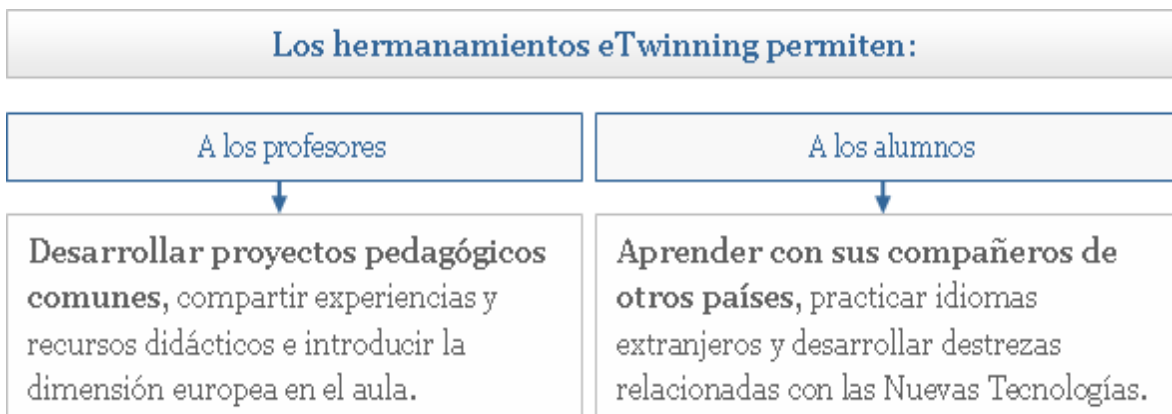 Los hermanamientos eTwinning permiten:
A los profesores
Desarrollar proyectos pedagógicos
comunes, compartir experiencias y
recursos didácticos e introducir la
dimensión europea en el aula.
A los alumnos
Aprender con sus compañeros de
otros países, practicar idiomas
extranjeros y desarrollar destrezas
relacionadas con las Nuevas Tecnologías.